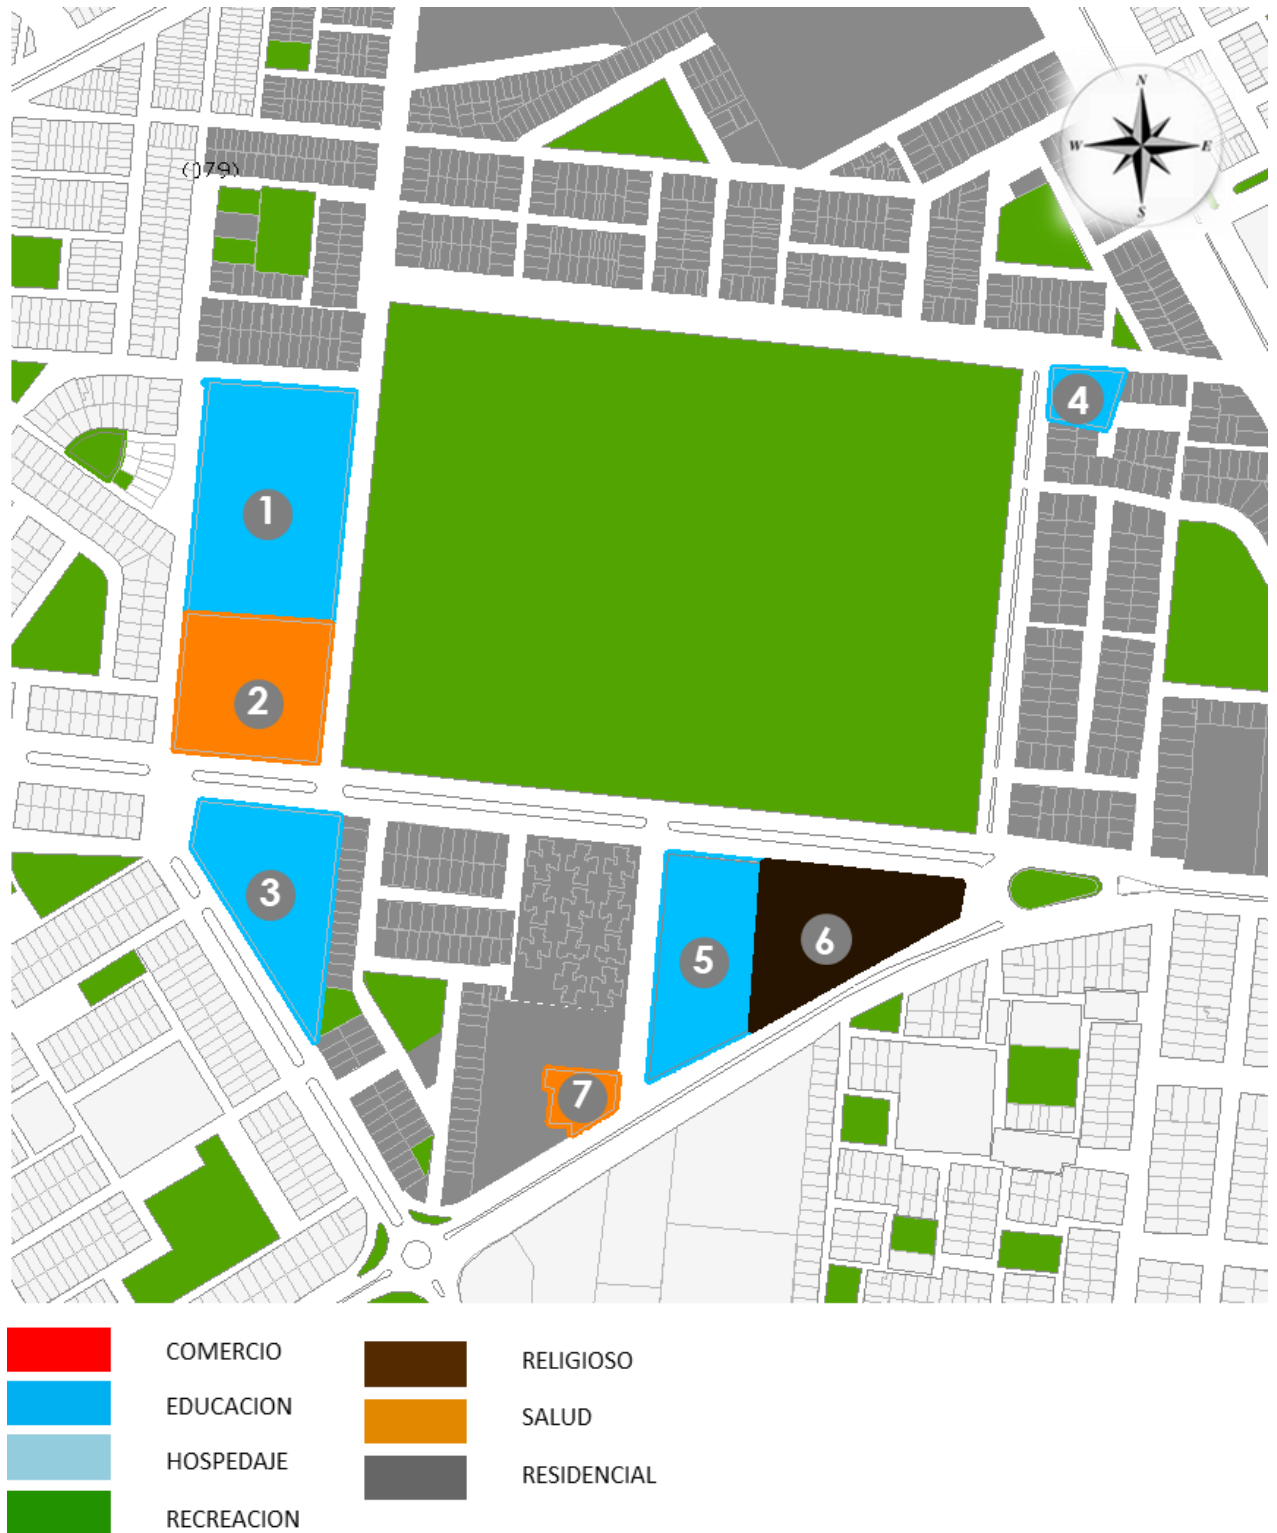 N
W E
S
(079)
1
2
3
4
5
6
7
COMERCIO
EDUCACION
HOSPEDAJE
RECREACION
RELIGIOSO
SALUD
RESIDENCIAL